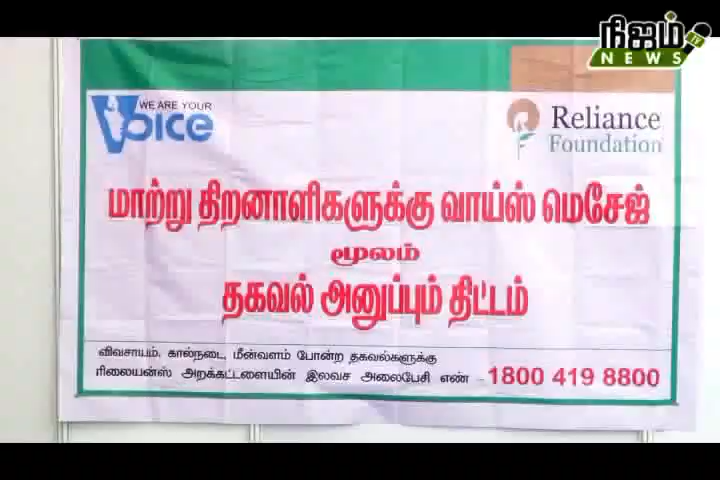 நிஜம்
TV
NEWS
WE ARE YOUR
Voice
Reliance
Foundation
மாற்று திறனாளிகளுக்கு வாய்ஸ் மெசேஜ்
மூலம்
தகவல் அனுப்பும் திட்டம்
விவசாயம், கால்நடை, மீன்வளம் போன்ற தகவல்களுக்கு
ரிலையன்ஸ் அறக்கட்டளையின் இலவச அலைபேசி எண் - 1800 419 8800